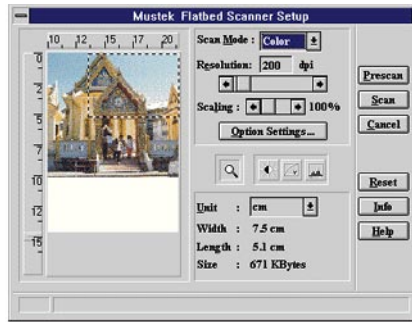 Mustek Flatbed Scanner Setup
10 12 15 17 20
0
2
5
7
10
12
15
Scan Mode : Color
Resolution: 200 dpi
Scaling : 100%
Option Settings...
Prescan
Scan
Cancel
Reset
Info
Help
Unit : cm
Width : 7.5 cm
Length : 5.1 cm
Size : 671 KBytes